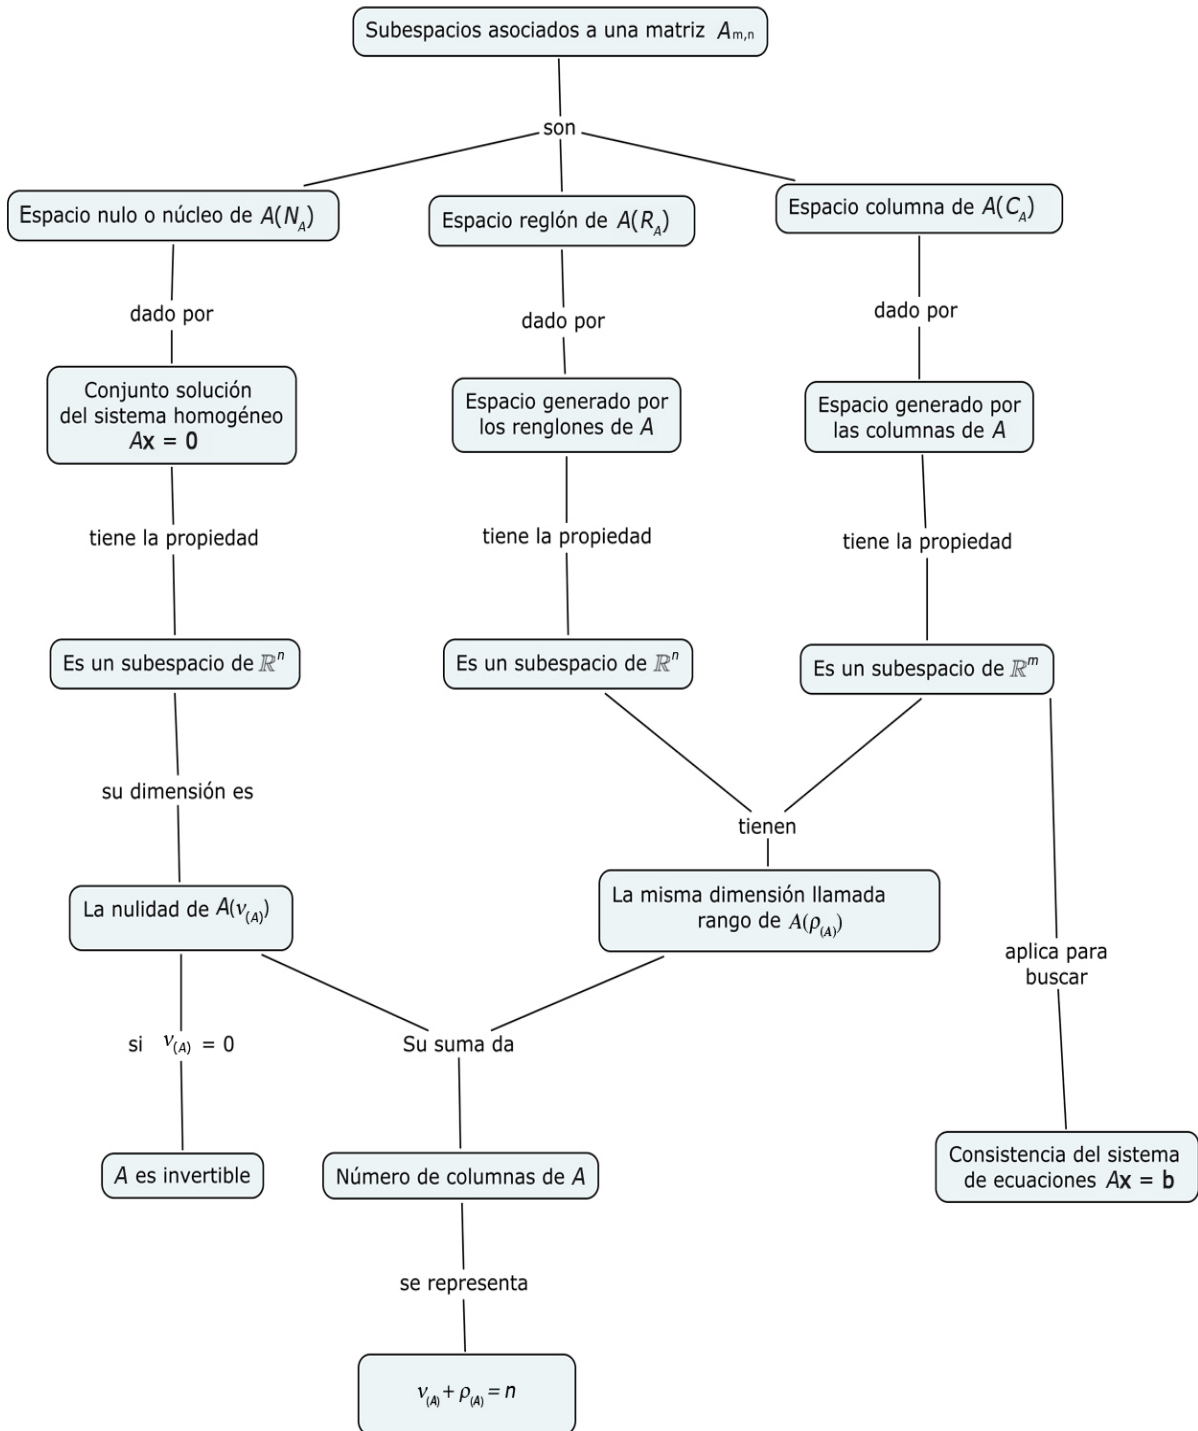 Subespacios asociados a una matriz A m,n
son
Espacio nulo o núcleo de A(N_A)
Espacio reglón de A(R_A)
Espacio columna de A(C_A)
dado por
dado por
dado por
Conjunto solución
del sistema homogéneo
Ax = 0
Espacio generado por
los renglones de A
Espacio generado por
las columnas de A
tiene la propiedad
tiene la propiedad
tiene la propiedad
Es un subespacio de ℝ^n
Es un subespacio de ℝ^n
Es un subespacio de ℝ^m
su dimensión es
tienen
La nulidad de A(ν_(A))
La misma dimensión llamada
rango de A(ρ_(A))
aplica para
buscar
si ν_(A) = 0
Su suma da
A es invertible
Número de columnas de A
Consistencia del sistema
de ecuaciones Ax = b
se representa
ν_(A) + ρ_(A) = n